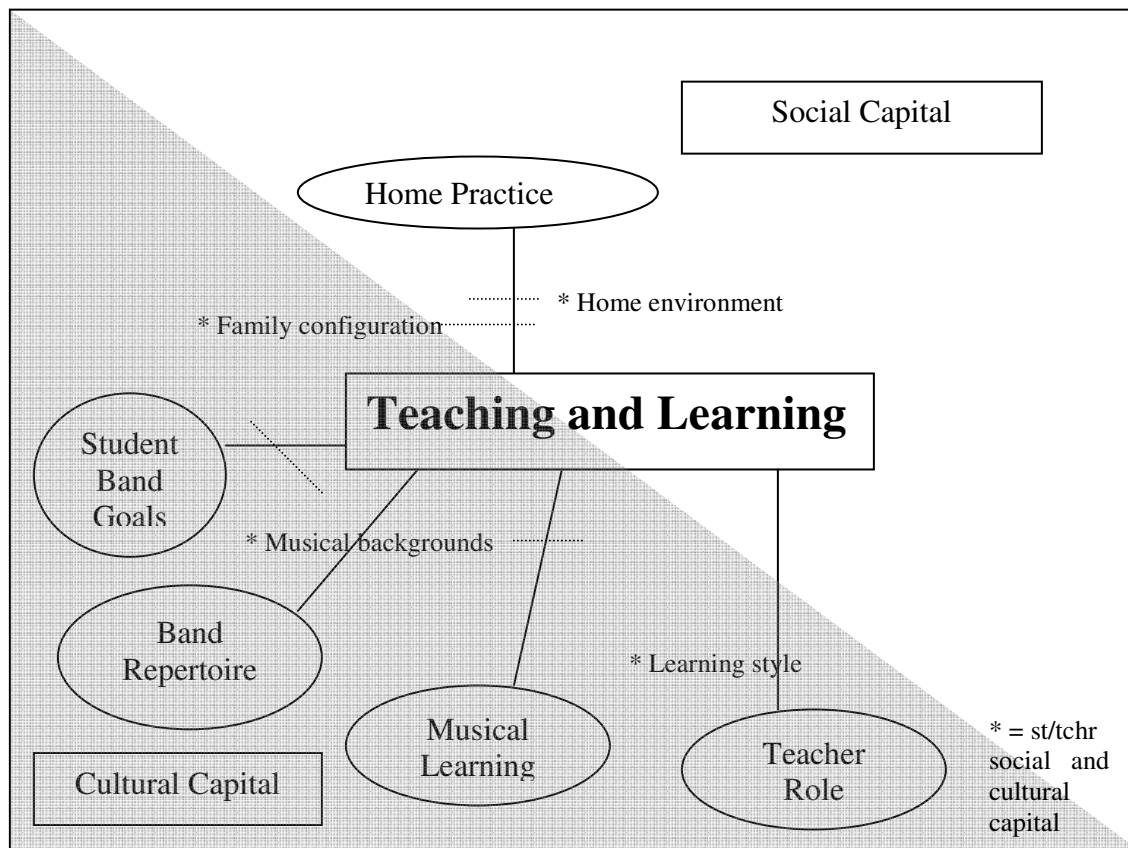 Social Capital
Home Practice
* Home environment
* Family configuration
Teaching and Learning
Student
Band
Goals
* Musical backgrounds
Band
Repertoire
* Learning style
Musical
Learning
Teacher
Role
* = st/tchr
social and
cultural
capital
Cultural Capital